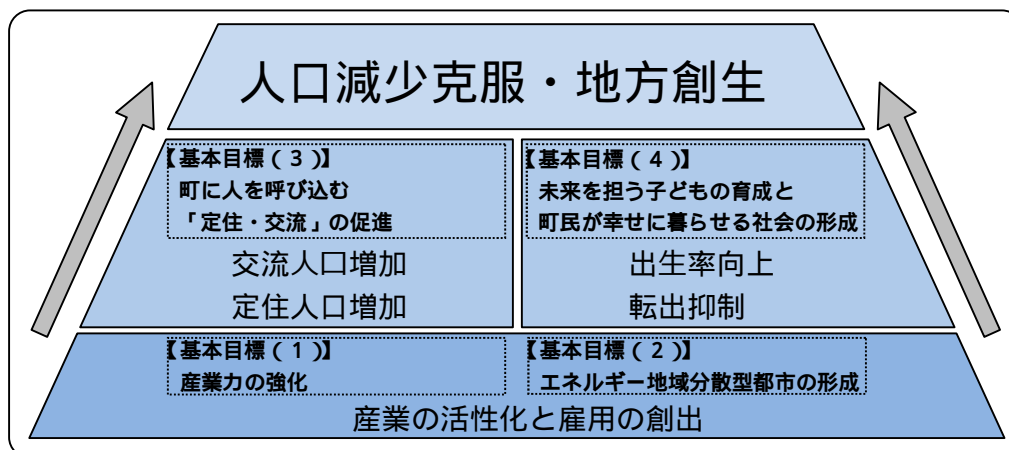 人口減少克服・地方創生
【基本目標（３）】
町に人を呼び込む
「定住・交流」の促進
交流人口増加
定住人口増加
【基本目標（４）】
未来を担う子どもの育成と
町民が幸せに暮らせる社会の形成
出生率向上
転出抑制
【基本目標（１）】
産業力の強化
【基本目標（２）】
エネルギー地域分散型都市の形成
産業の活性化と雇用の創出